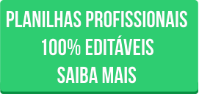 PLANILHAS PROFISSIONAIS
100% EDITÁVEIS
SAIBA MAIS